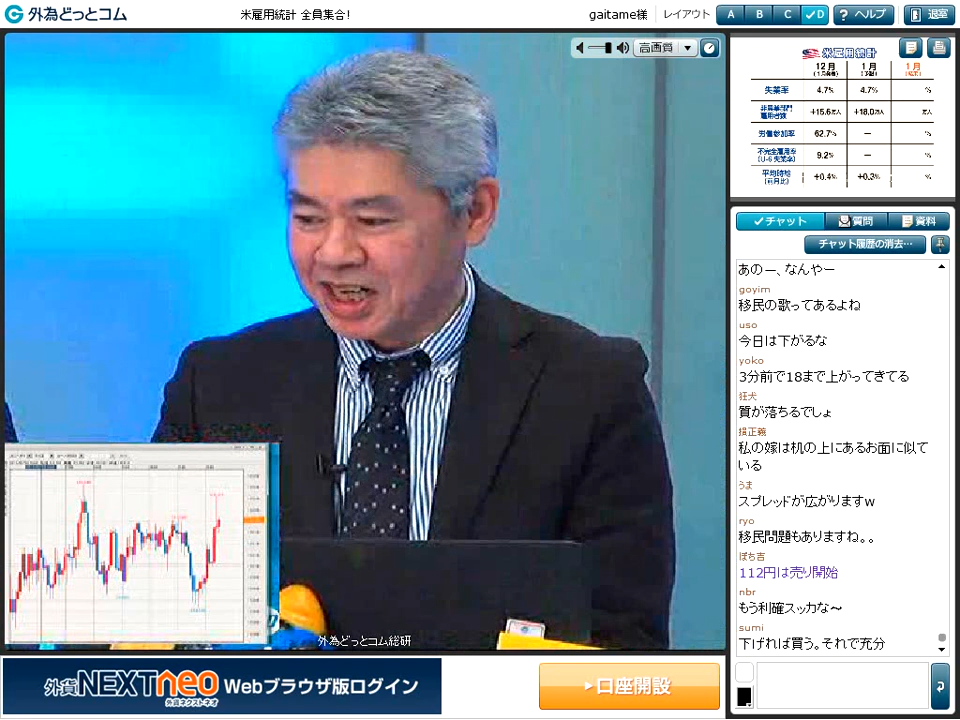 外為どっとコム
米雇用統計 全員集合!
gaitame様
レイアウト
A
B
C
✓D
? ヘルプ
退室
高画質
米雇用統計
12月 1月 1月
失業率 4.7% 4.7% %
非農業部門
雇用者数 +15.6万人 +18.0万人 万人
労働参加率 62.7% － %
不完全雇用率
(U-6 失業率) 9.2% － %
平均時給
(前月比) +0.4% +0.3% %
✓チャット
質問
資料
チャット履歴の消去…
あのー、なんやー
goyim
移民の歌ってあるよね
uso
今日は下がるな
yoko
3分前で18まで上がってきてる
狂犬
質が落ちるでしょ
損正義
私の嫁は机の上にあるお面に似て
いる
うま
スプレッドが広がりますw
ryo
移民問題もありますね。。
ぽち吉
112円は売り開始
nbr
もう利確スッカな～
sumi
下げれば買う。それで充分
外為どっとコム総研
外貨NEXTneo Webブラウザ版ログイン
外貨ネクストネオ
口座開設